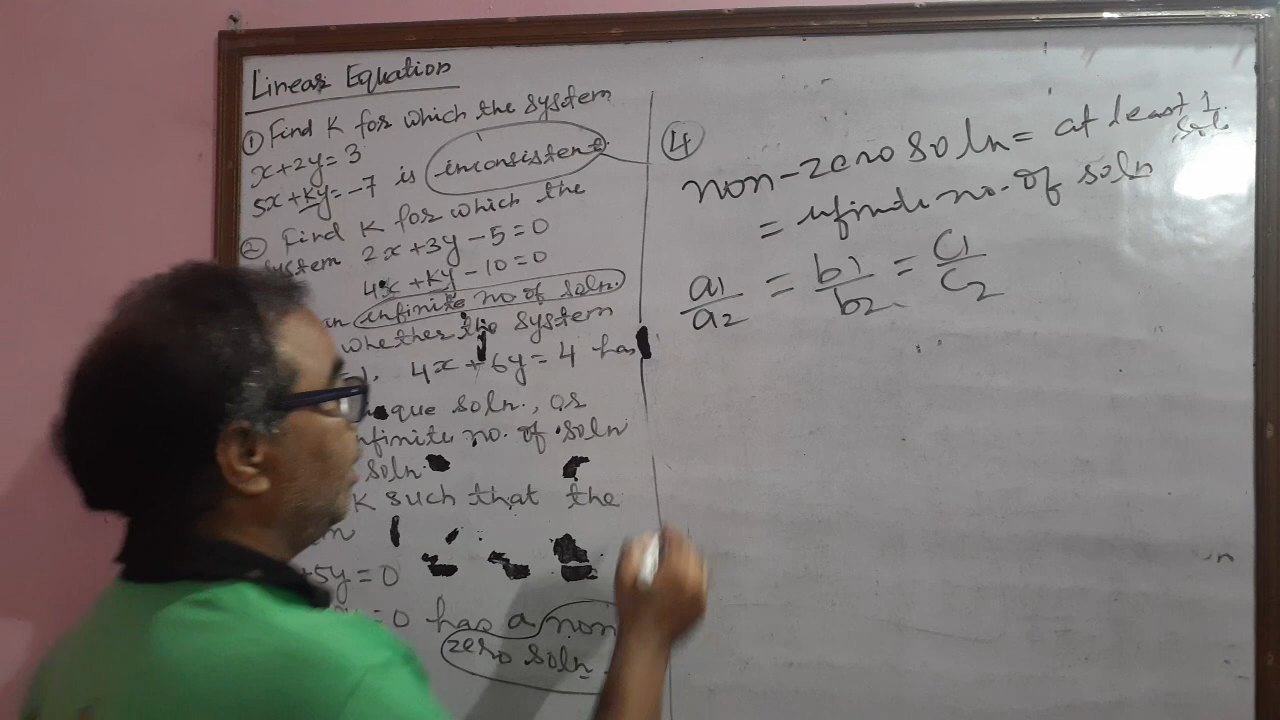 Linear Equation
① Find K for which the system
x+2y=3
5x+ky=-7 is inconsistent
② Find K for which the
system 2x+3y-5=0
4x+Ky-10=0
an infinite no of soln.
whether the system
4x+6y=4 has
que soln., or
nfinite no. of soln
soln.
K such that the
+5y=0
=0 has a non
zero soln.
④
non-zero soln = at least 1
soln
= infinite no. of soln
a1/a2 = b1/b2 = C1/C2